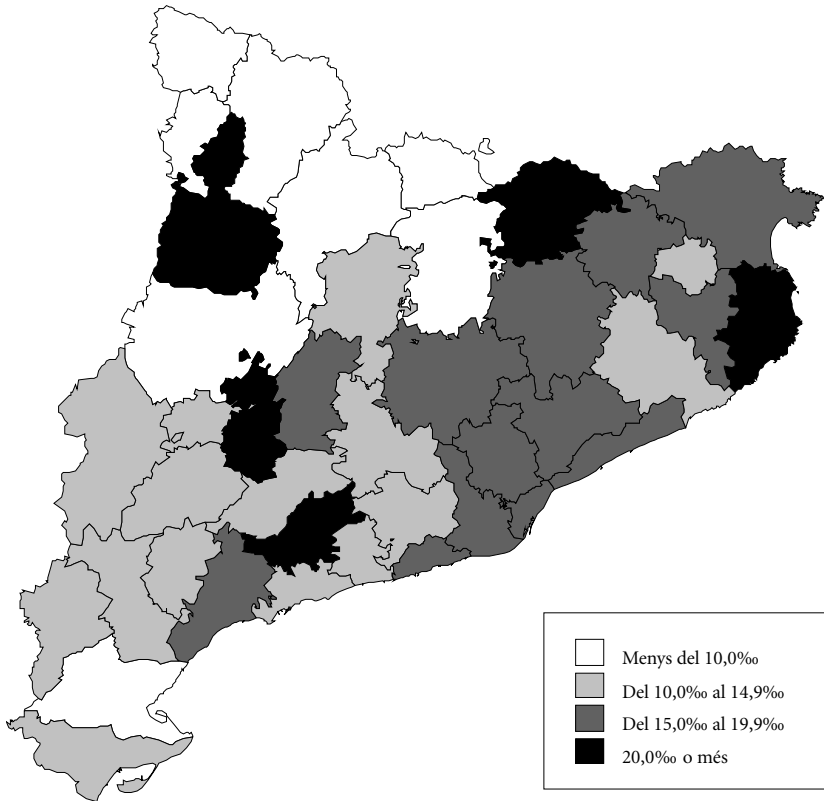 Menys del 10,0‰
Del 10,0‰ al 14,9‰
Del 15,0‰ al 19,9‰
20,0‰ o més